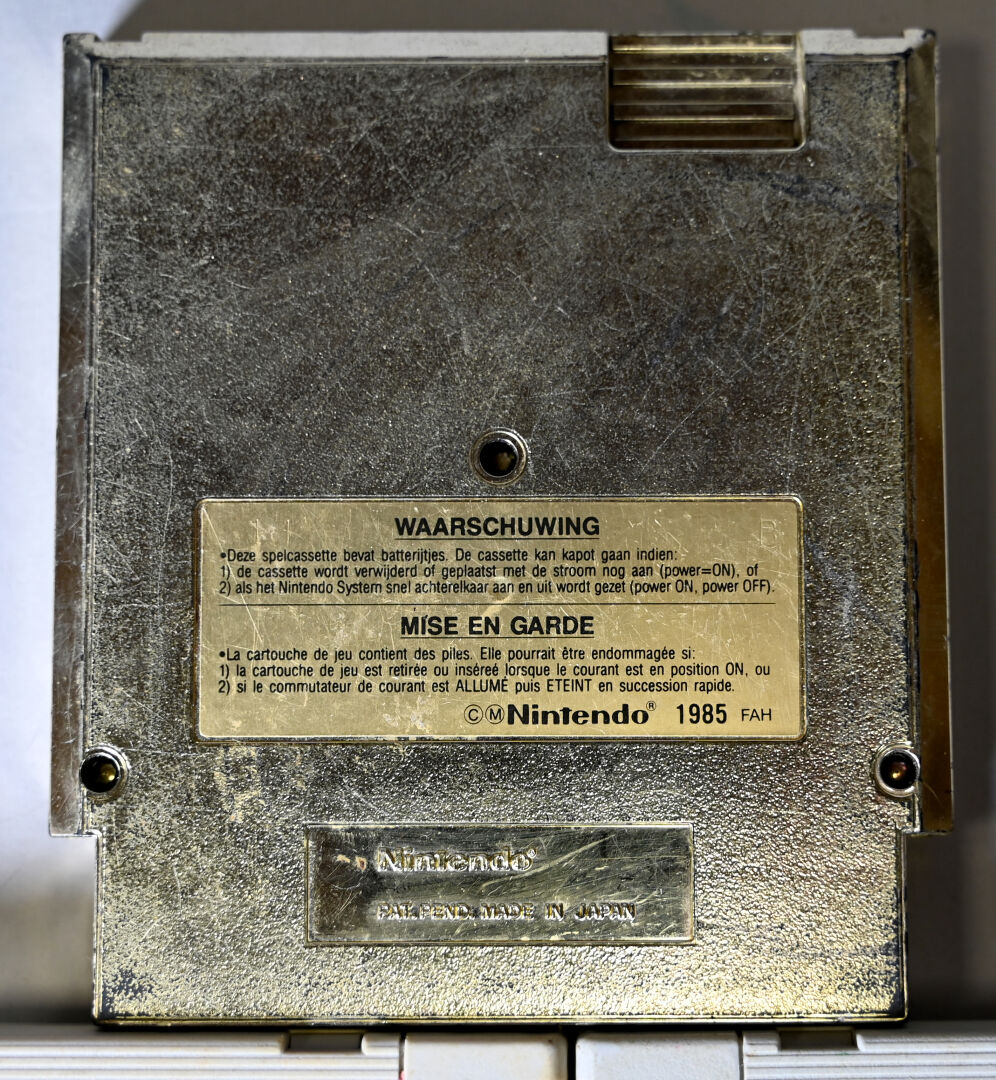 WAARSCHUWING
•Deze spelcassette bevat batterijtjes. De cassette kan kapot gaan indien:
1) de cassette wordt verwijderd of geplaatst met de stroom nog aan (power=ON), of
2) als het Nintendo System snel achterelkaar aan en uit wordt gezet (power ON, power OFF).
MISE EN GARDE
•La cartouche de jeu contient des piles. Elle pourrait être endommagée si:
1) la cartouche de jeu est retirée ou inséreé lorsque le courant est en position ON, ou
2) si le commutateur de courant est ALLUMÉ puis ETEINT en succession rapide.
ⒸⓂNintendo® 1985 FAH
Nintendo®
PAT. PEND. MADE IN JAPAN